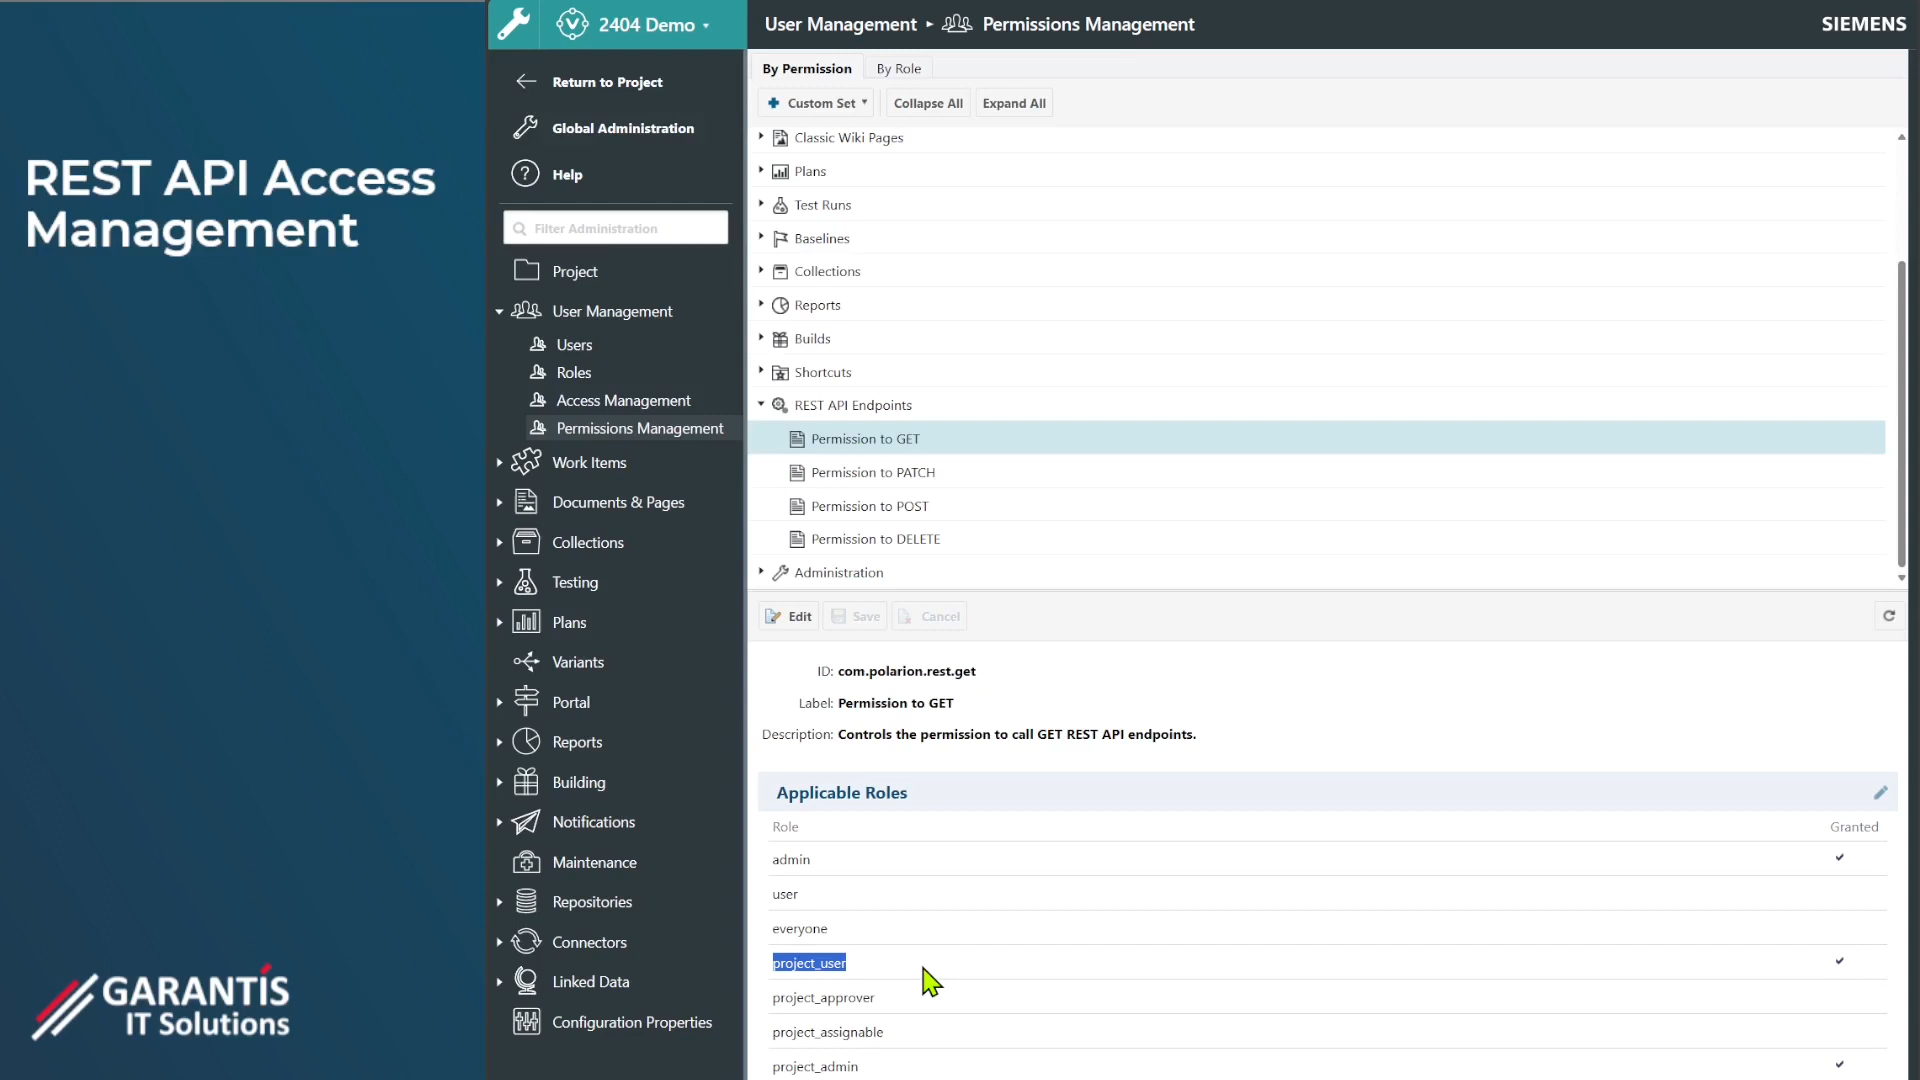 REST API Access
Management
GARANTİS
IT Solutions
2404 Demo
Return to Project
Global Administration
Help
Filter Administration
Project
User Management
Users
Roles
Access Management
Permissions Management
Work Items
Documents & Pages
Collections
Testing
Plans
Variants
Portal
Reports
Building
Notifications
Maintenance
Repositories
Connectors
Linked Data
Configuration Properties
User Management ▸ Permissions Management
SIEMENS
By Permission By Role
Custom Set Collapse All Expand All
Classic Wiki Pages
Plans
Test Runs
Baselines
Collections
Reports
Builds
Shortcuts
REST API Endpoints
Permission to GET
Permission to PATCH
Permission to POST
Permission to DELETE
Administration
Edit Save Cancel
ID: com.polarion.rest.get
Label: Permission to GET
Description: Controls the permission to call GET REST API endpoints.
Applicable Roles
Role Granted
admin
user
everyone
project_user
project_approver
project_assignable
project_admin